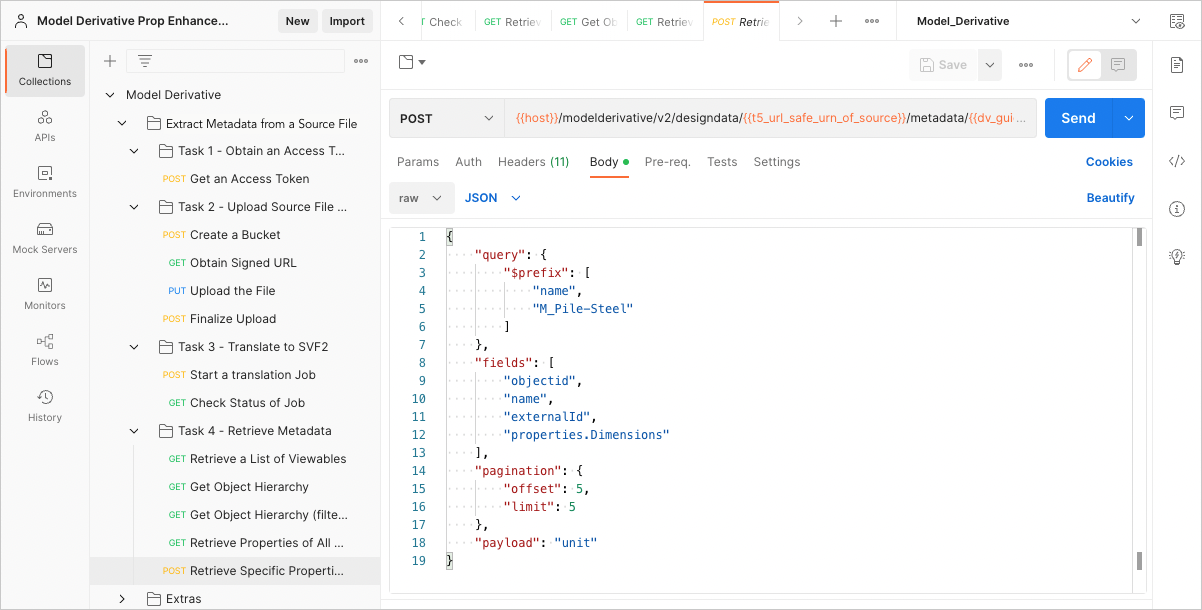 Model Derivative Prop Enhance...
New
Import
Collections
APIs
Environments
Mock Servers
Monitors
Flows
History
Model Derivative
Extract Metadata from a Source File
Task 1 - Obtain an Access T...
POST Get an Access Token
Task 2 - Upload Source File ...
POST Create a Bucket
GET Obtain Signed URL
PUT Upload the File
POST Finalize Upload
Task 3 - Translate to SVF2
POST Start a translation Job
GET Check Status of Job
Task 4 - Retrieve Metadata
GET Retrieve a List of Viewables
GET Get Object Hierarchy
GET Get Object Hierarchy (filte...
GET Retrieve Properties of All ...
POST Retrieve Specific Properti...
Extras
T Check
GET Retriev
GET Get Ob
GET Retriev
POST Retrie
Model_Derivative
Save
POST
{{host}}/modelderivative/v2/designdata/{{t5_url_safe_urn_of_source}}/metadata/{{dv_gui ...
Send
Params Auth Headers (11) Body Pre-req. Tests Settings
Cookies
raw
JSON
Beautify
1 {
2 "query": {
3 "$prefix": [
4 "name",
5 "M_Pile-Steel"
6 ]
7 },
8 "fields": [
9 "objectid",
10 "name",
11 "externalId",
12 "properties.Dimensions"
13 ],
14 "pagination": {
15 "offset": 5,
16 "limit": 5
17 },
18 "payload": "unit"
19 }